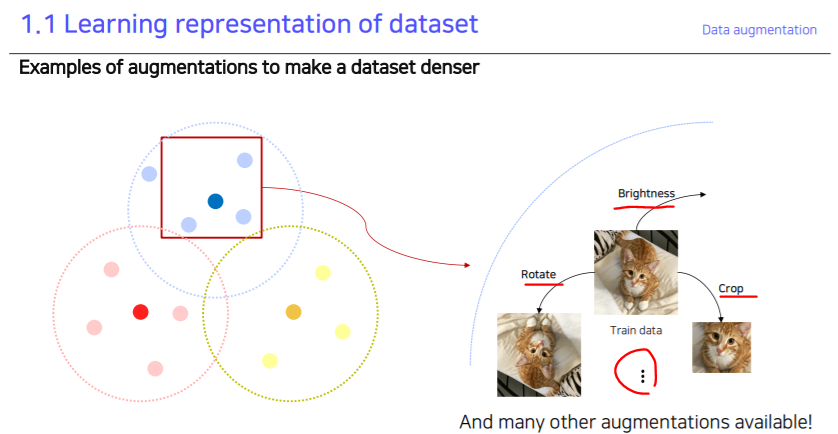 1.1 Learning representation of dataset
Data augmentation
Examples of augmentations to make a dataset denser
Brightness
Rotate
Crop
Train data
And many other augmentations available!